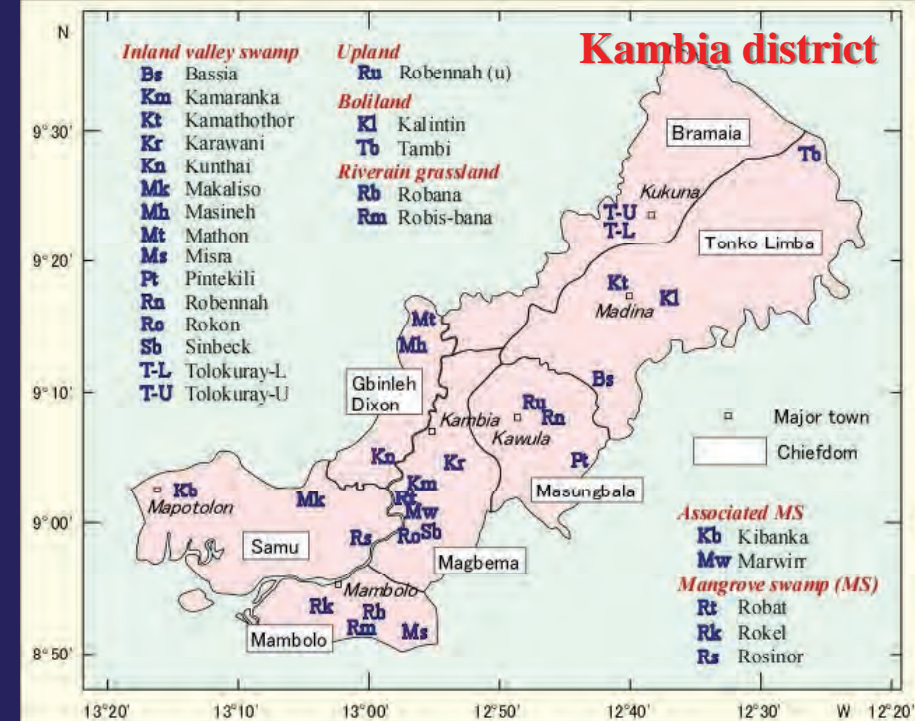 Kambia district
N
Inland valley swamp
Bs Bassia
Km Kamaranka
Kt Kamathothor
Kr Karawani
Kn Kunthai
Mk Makaliso
Mh Masineh
Mt Mathon
Ms Misra
Pt Pintekili
Rn Robennah
Ro Rokon
Sb Sinbeck
T-L Tolokuray-L
T-U Tolokuray-U
Upland
Ru Robennah (u)
Boliland
Kl Kalintin
Tb Tambi
Riverain grassland
Rb Robana
Rm Robis-bana
9°30'
9°20'
9°10'
9°00'
8°50'
Bramaia
Tb
Kukuna
T-U
T-L
Tonko Limba
Kt
Kl
Madina
Mt
Mh
Gbinleh
Dixon
Bs
Ru
Rn
Kambia
Kawula
Major town
Chiefdom
Kn
Kr
Pt
Km
Rt
Mw
Masungbala
Kb
Mapotolon
Mk
Rs
Ro
Sb
Samu
Magbema
Mambolo
Rk
Rb
Rm
Ms
Mambolo
Associated MS
Kb Kibanka
Mw Marwirr
Mangrove swamp (MS)
Rt Robat
Rk Rokel
Rs Rosinor
13°20' 13°10' 13°00' 12°50' 12°40' 12°30' W 12°20'